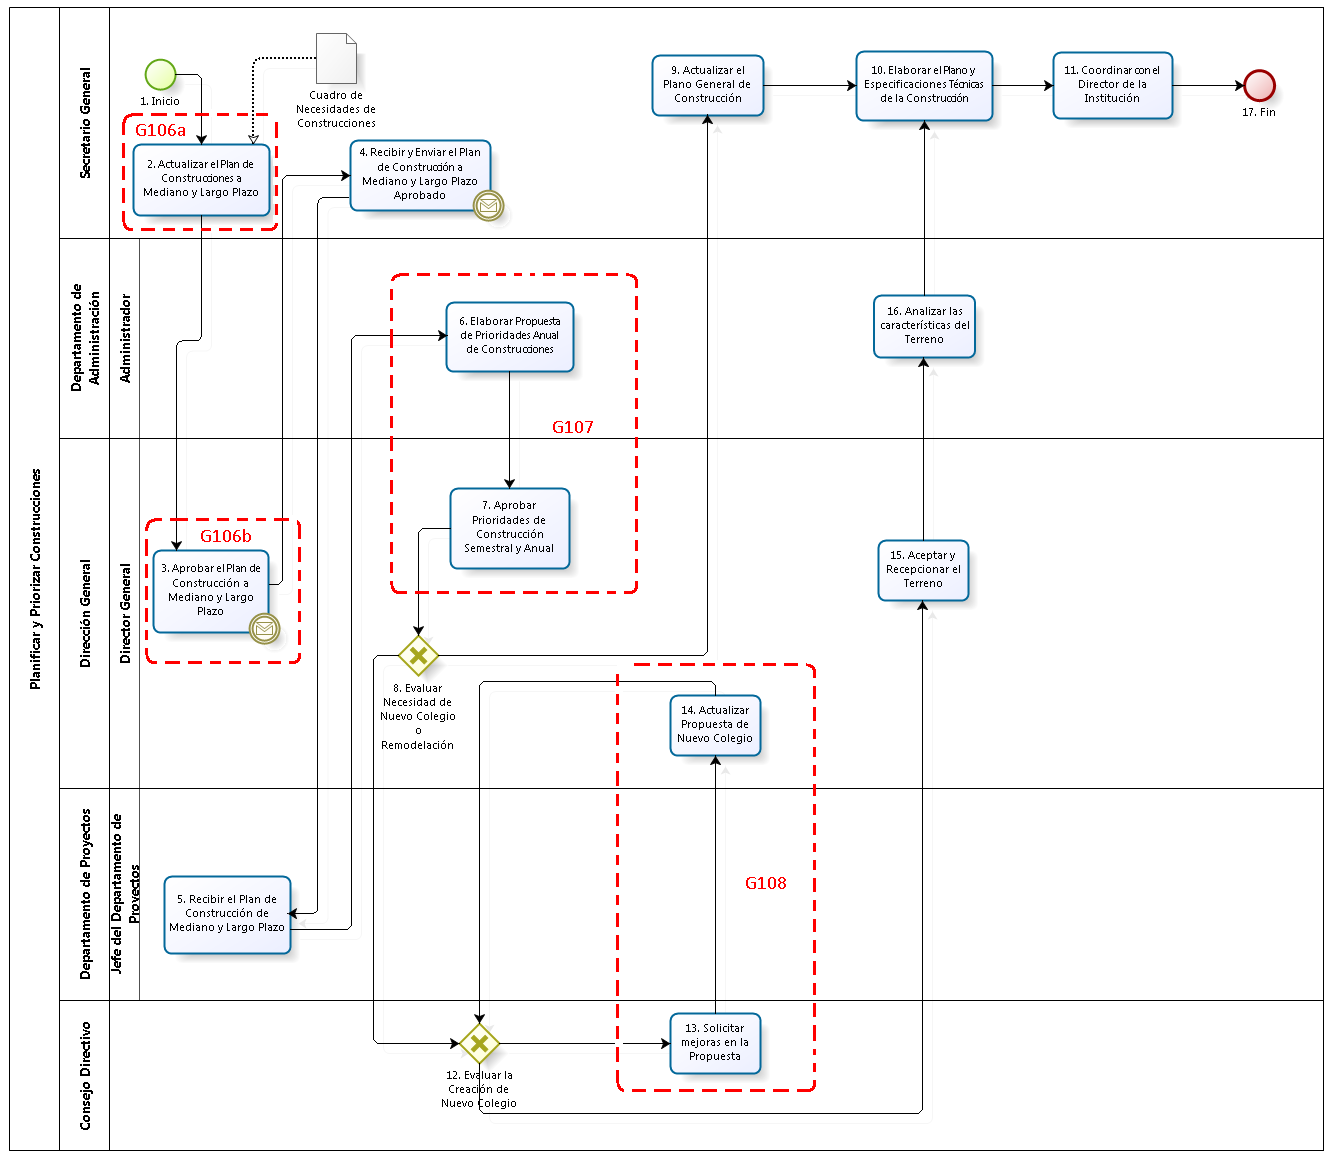 Planificar y Priorizar Construcciones
Secretario General
1. Inicio
Cuadro de
Necesidades de
Construcciones
G106a
2. Actualizar el Plan de
Construcciones a
Mediano y Largo Plazo
4. Recibir y Enviar el Plan
de Construcción a
Mediano y Largo Plazo
Aprobado
9. Actualizar el
Plano General de
Construcción
10. Elaborar el Plano y
Especificaciones Técnicas
de la Construcción
11. Coordinar con el
Director de la
Institución
17. Fin
Departamento de
Administración
Administrador
6. Elaborar Propuesta
de Prioridades Anual
de Construcciones
G107
16. Analizar las
características del
Terreno
Dirección General
Director General
G106b
3. Aprobar el Plan de
Construcción a
Mediano y Largo
Plazo
7. Aprobar
Prioridades de
Construcción
Semestral y Anual
15. Aceptar y
Recepcionar el
Terreno
8. Evaluar
Necesidad de
Nuevo Colegio
o
Remodelación
14. Actualizar
Propuesta de
Nuevo Colegio
Departamento de Proyectos
Jefe del Departamento de
Proyectos
5. Recibir el Plan de
Construcción de
Mediano y Largo Plazo
G108
Consejo Directivo
12. Evaluar la
Creación de
Nuevo Colegio
13. Solicitar
mejoras en la
Propuesta